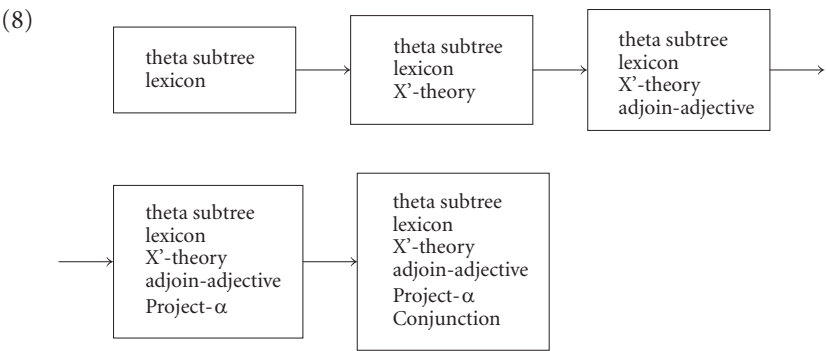 (8)
theta subtree
lexicon
theta subtree
lexicon
X'-theory
theta subtree
lexicon
X'-theory
adjoin-adjective
theta subtree
lexicon
X'-theory
adjoin-adjective
Project-α
theta subtree
lexicon
X'-theory
adjoin-adjective
Project-α
Conjunction